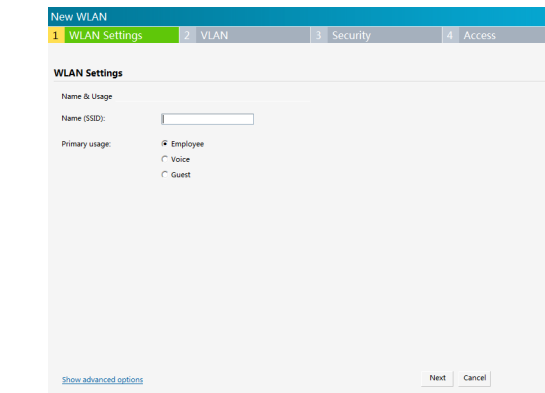 New WLAN
1 WLAN Settings 2 VLAN 3 Security 4 Access
WLAN Settings
Name & Usage
Name (SSID):
Primary usage: Employee
Voice
Guest
Show advanced options Next Cancel